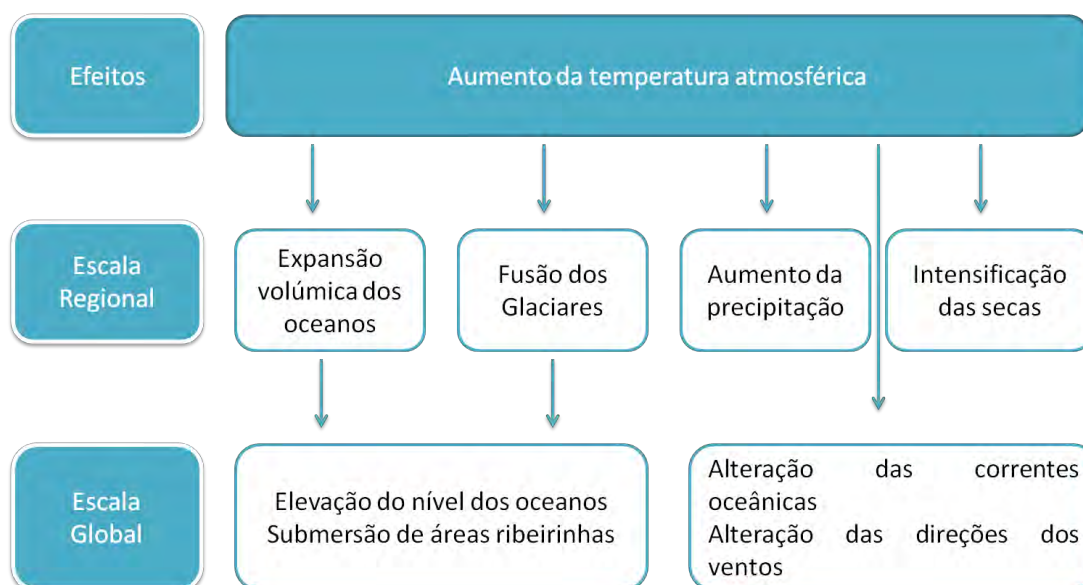 Efeitos
Aumento da temperatura atmosférica
Escala
Regional
Expansão
volúmica dos
oceanos
Fusão dos
Glaciares
Aumento da
precipitação
Intensificação
das secas
Escala
Global
Elevação do nível dos oceanos
Submersão de áreas ribeirinhas
Alteração das correntes
oceânicas
Alteração das direções dos
ventos